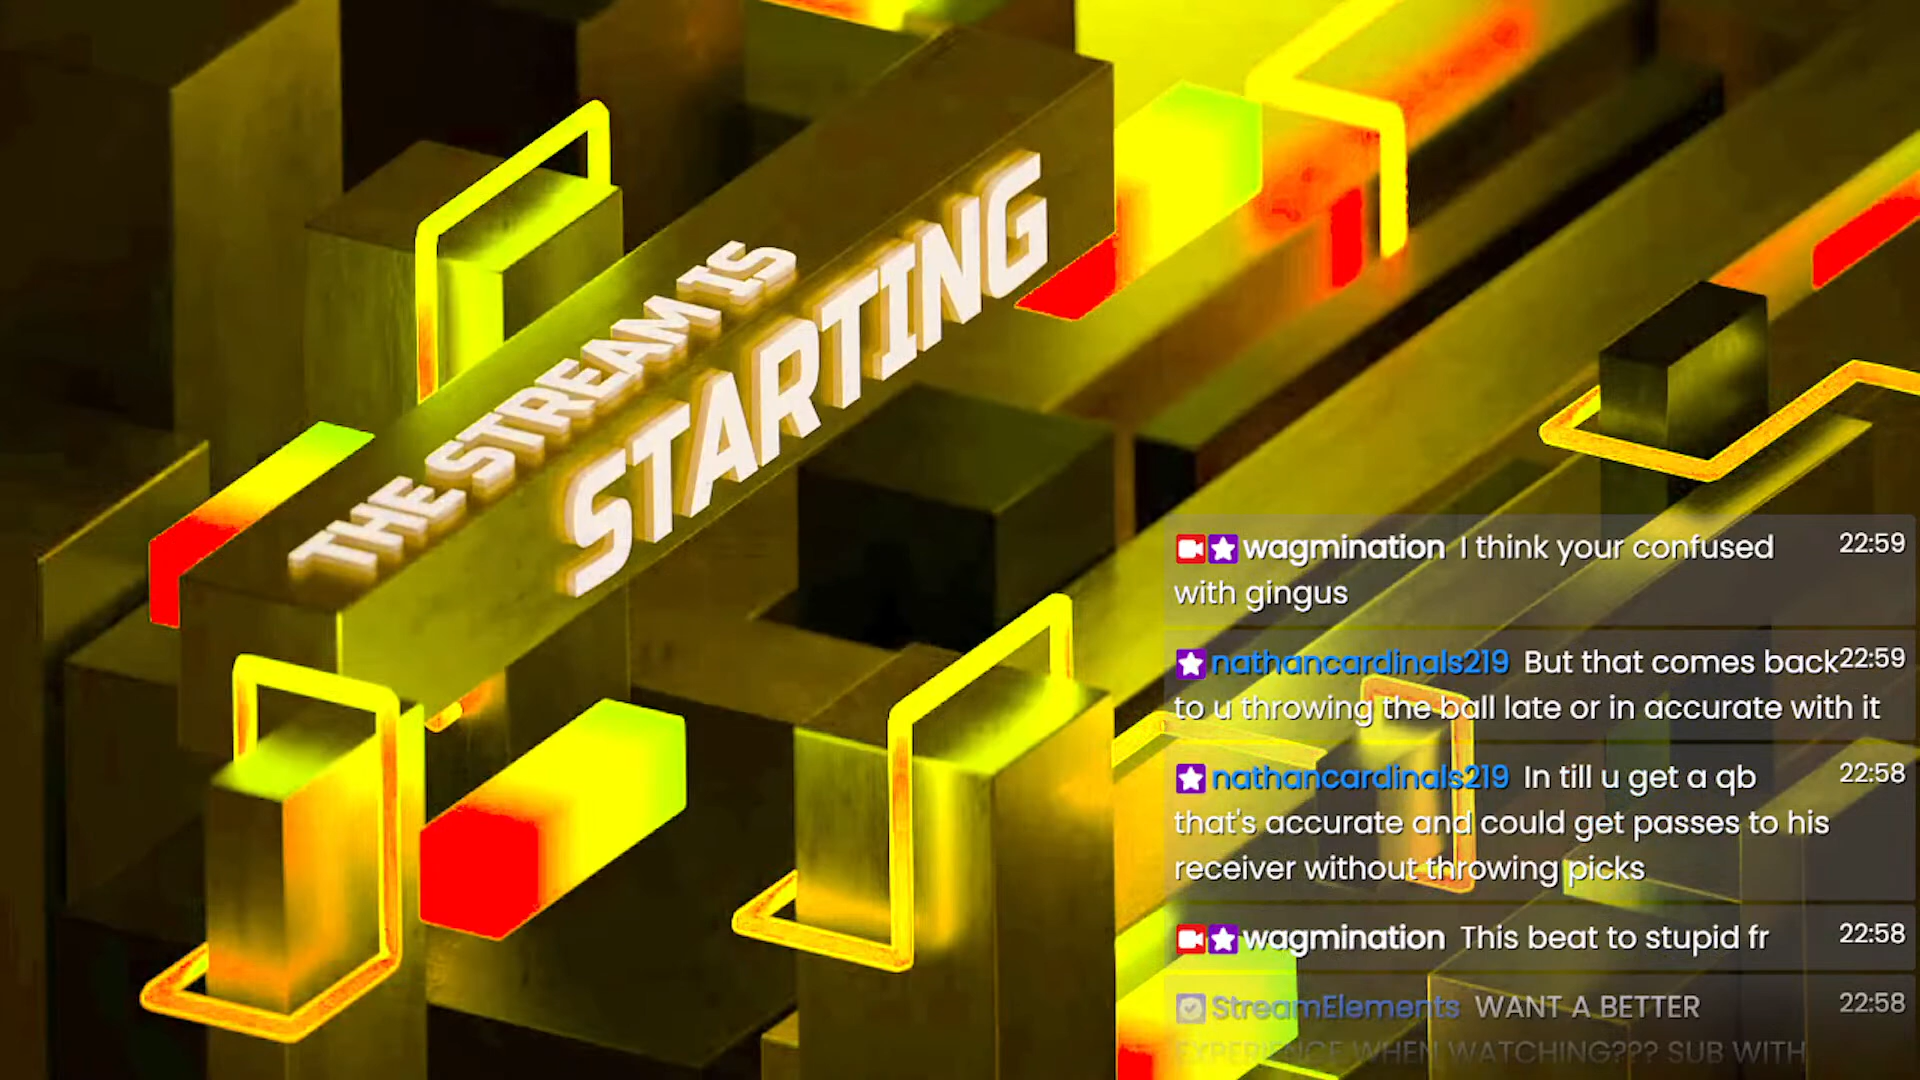 THE STREAM IS
STARTING
wagmination I think your confused 22:59
with gingus
nathancardinals219 But that comes back 22:59
to u throwing the ball late or in accurate with it
nathancardinals219 In till u get a qb 22:58
that's accurate and could get passes to his
receiver without throwing picks
wagmination This beat to stupid fr 22:58
StreamElements WANT A BETTER 22:58
EXPERIENCE WHEN WATCHING??? SUB WITH